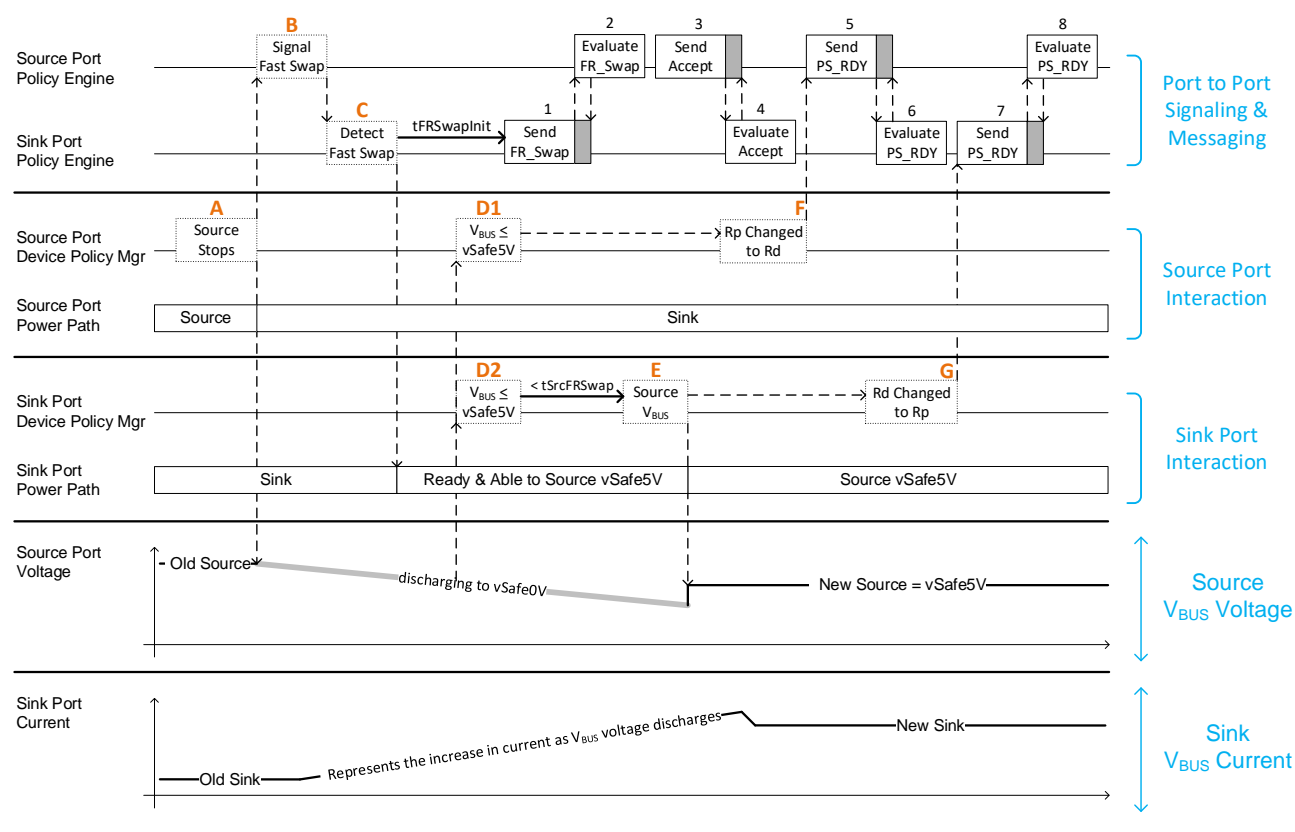 B
2
3
5
8
Source Port
Policy Engine
Signal
Fast Swap
Evaluate
FR_Swap
Send
Accept
Send
PS_RDY
Evaluate
PS_RDY
Port to Port
Signaling &
Messaging
C
tFRSwapInit
1
4
6
7
Sink Port
Policy Engine
Detect
Fast Swap
Send
FR_Swap
Evaluate
Accept
Evaluate
PS_RDY
Send
PS_RDY
A
D1
F
Source Port
Device Policy Mgr
Source
Stops
VBUS ≤
vSafe5V
Rp Changed
to Rd
Source Port
Interaction
Source Port
Power Path
Source
Sink
D2
< tSrcFRSwap
E
G
Sink Port
Device Policy Mgr
VBUS ≤
vSafe5V
Source
VBUS
Rd Changed
to Rp
Sink Port
Interaction
Sink Port
Power Path
Sink
Ready & Able to Source vSafe5V
Source vSafe5V
Source Port
Voltage
Old Source
discharging to vSafe0V
New Source = vSafe5V
Source
VBUS Voltage
Sink Port
Current
Old Sink
Represents the increase in current as VBUS voltage discharges
New Sink
Sink
VBUS Current